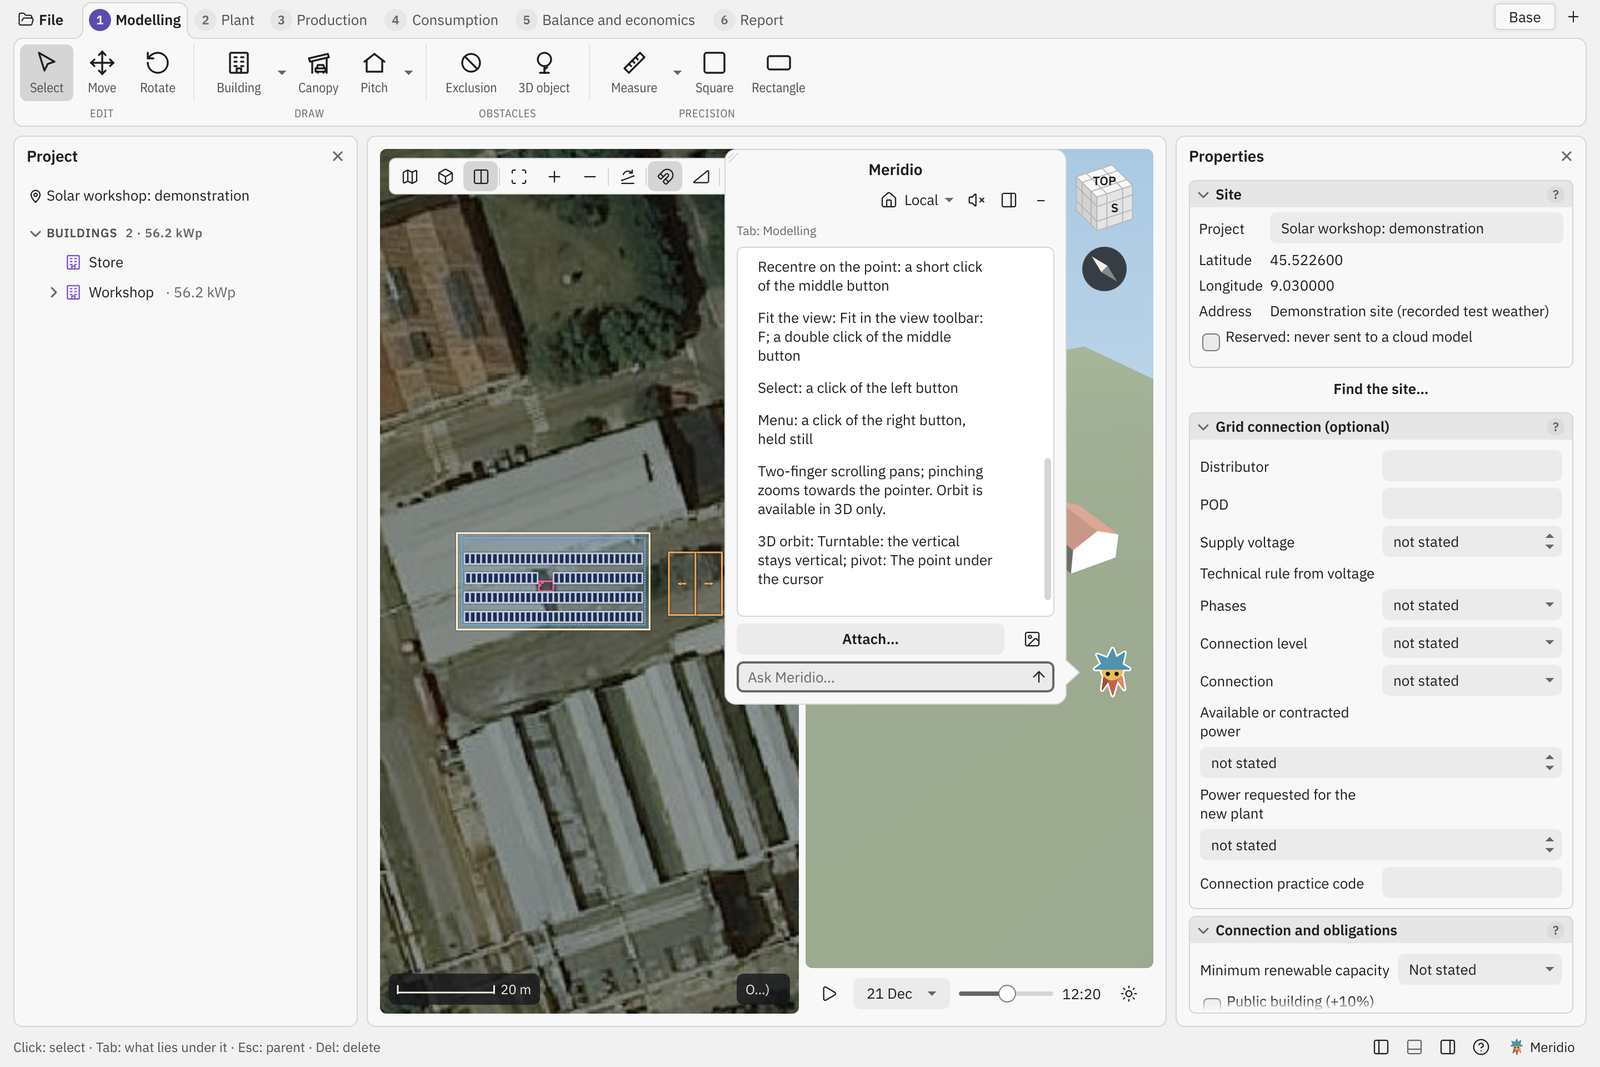 File
1 Modelling
2 Plant
3 Production
4 Consumption
5 Balance and economics
6 Report
Base
Select
Move
Rotate
Building
Canopy
Pitch
Exclusion
3D object
Measure
Square
Rectangle
EDIT
DRAW
OBSTACLES
PRECISION
Project
Solar workshop: demonstration
BUILDINGS 2 · 56.2 kWp
Store
Workshop · 56.2 kWp
20 m
O...)
Meridio
Local
Tab: Modelling
Recentre on the point: a short click
of the middle button
Fit the view: Fit in the view toolbar:
F; a double click of the middle
button
Select: a click of the left button
Menu: a click of the right button,
held still
Two-finger scrolling pans; pinching
zooms towards the pointer. Orbit is
available in 3D only.
3D orbit: Turntable: the vertical
stays vertical; pivot: The point under
the cursor
Attach...
Ask Meridio...
TOP
S
21 Dec
12:20
Properties
Site
?
Project Solar workshop: demonstration
Latitude 45.522600
Longitude 9.030000
Address Demonstration site (recorded test weather)
Reserved: never sent to a cloud model
Find the site...
Grid connection (optional)
?
Distributor
POD
Supply voltage not stated
Technical rule from voltage
Phases not stated
Connection level not stated
Connection not stated
Available or contracted
power
not stated
Power requested for the
new plant
not stated
Connection practice code
Connection and obligations
?
Minimum renewable capacity Not stated
Public building (+10%)
Click: select · Tab: what lies under it · Esc: parent · Del: delete
Meridio